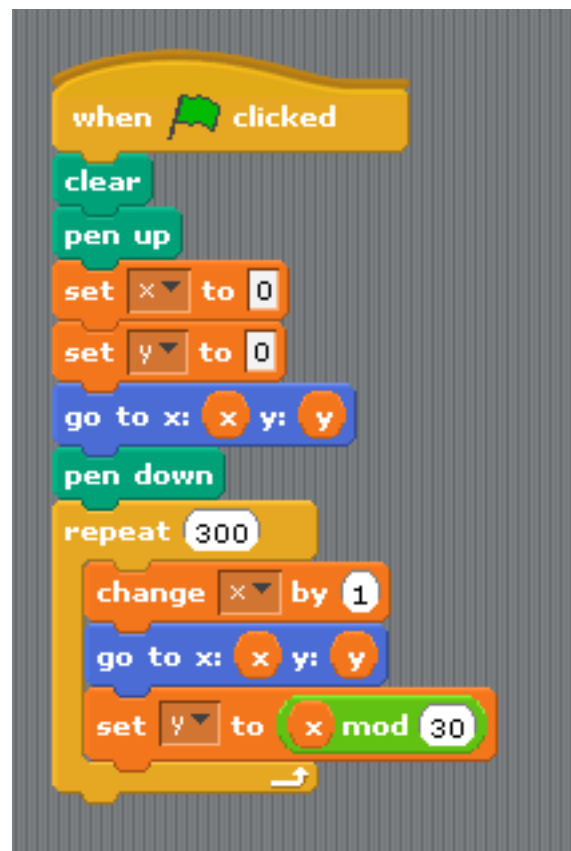 when clicked
clear
pen up
set x to 0
set y to 0
go to x: x y: y
pen down
repeat 300
change x by 1
go to x: x y: y
set y to x mod 30